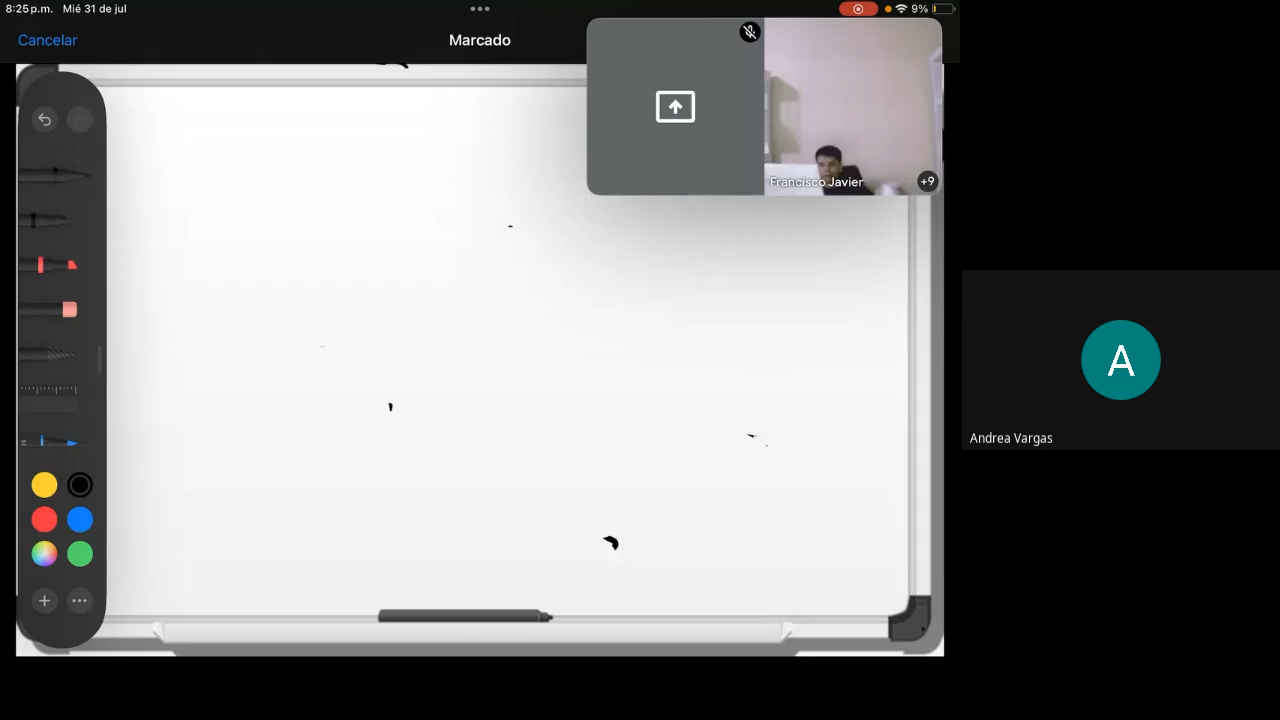 8:25 p.m. Mié 31 de jul
9%
Cancelar
Marcado
Francisco Javier
+9
A
Andrea Vargas